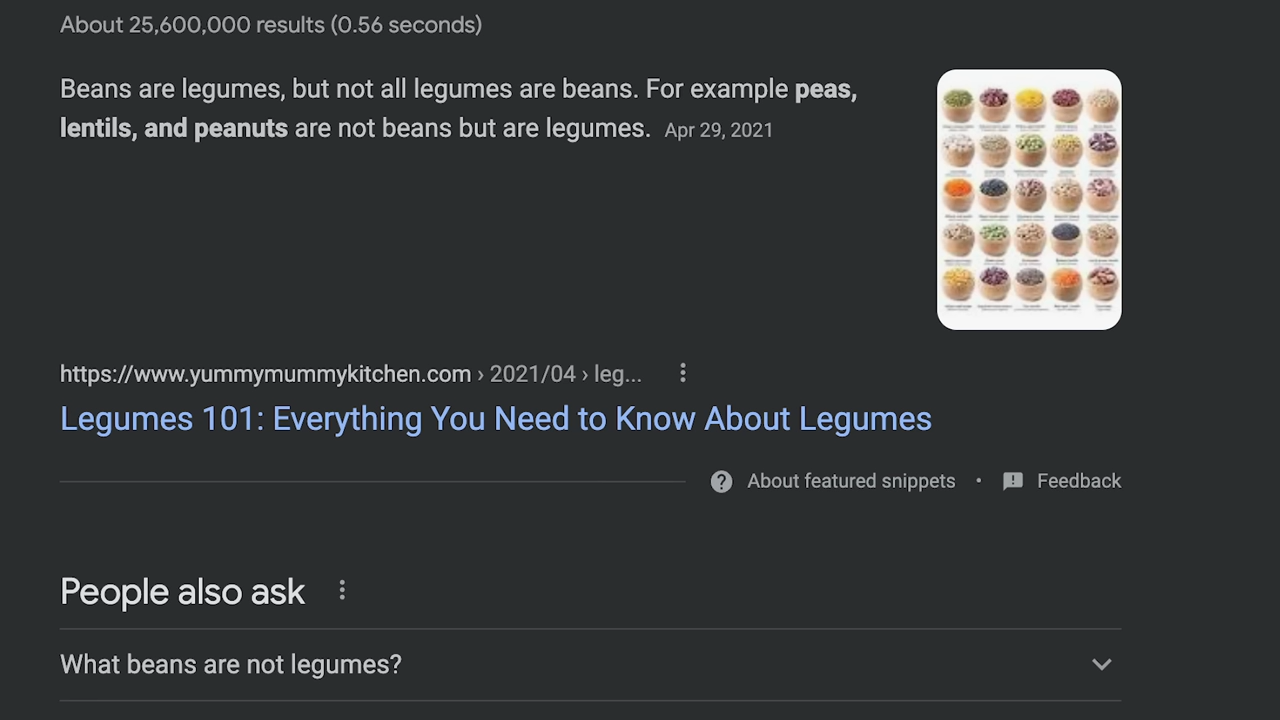 About 25,600,000 results (0.56 seconds)
Beans are legumes, but not all legumes are beans. For example peas,
lentils, and peanuts are not beans but are legumes. Apr 29, 2021
https://www.yummymummykitchen.com › 2021/04 › leg...
Legumes 101: Everything You Need to Know About Legumes
About featured snippets • Feedback
People also ask
What beans are not legumes?